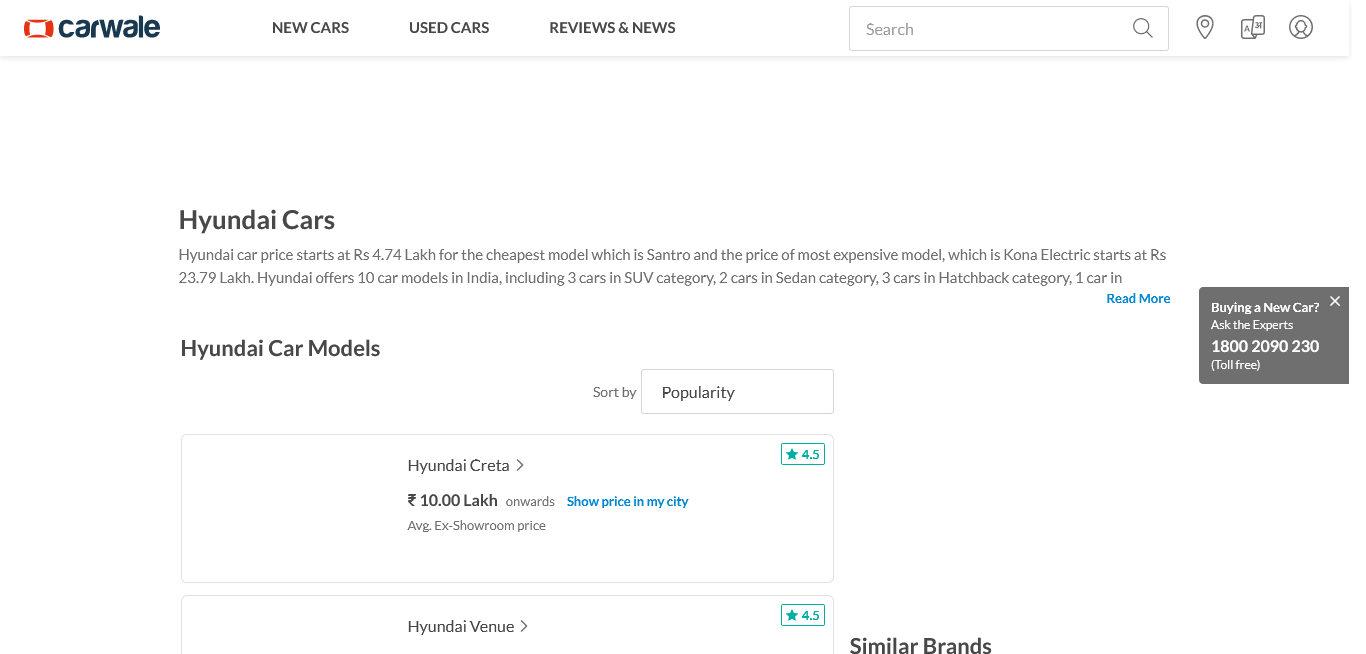 carwale
NEW CARS
USED CARS
REVIEWS & NEWS
Search
Hyundai Cars
Hyundai car price starts at Rs 4.74 Lakh for the cheapest model which is Santro and the price of most expensive model, which is Kona Electric starts at Rs
23.79 Lakh. Hyundai offers 10 car models in India, including 3 cars in SUV category, 2 cars in Sedan category, 3 cars in Hatchback category, 1 car in
Read More
Buying a New Car?
Ask the Experts
1800 2090 230
(Toll free)
Hyundai Car Models
Sort by
Popularity
4.5
Hyundai Creta
₹ 10.00 Lakh onwards Show price in my city
Avg. Ex-Showroom price
4.5
Hyundai Venue
Similar Brands